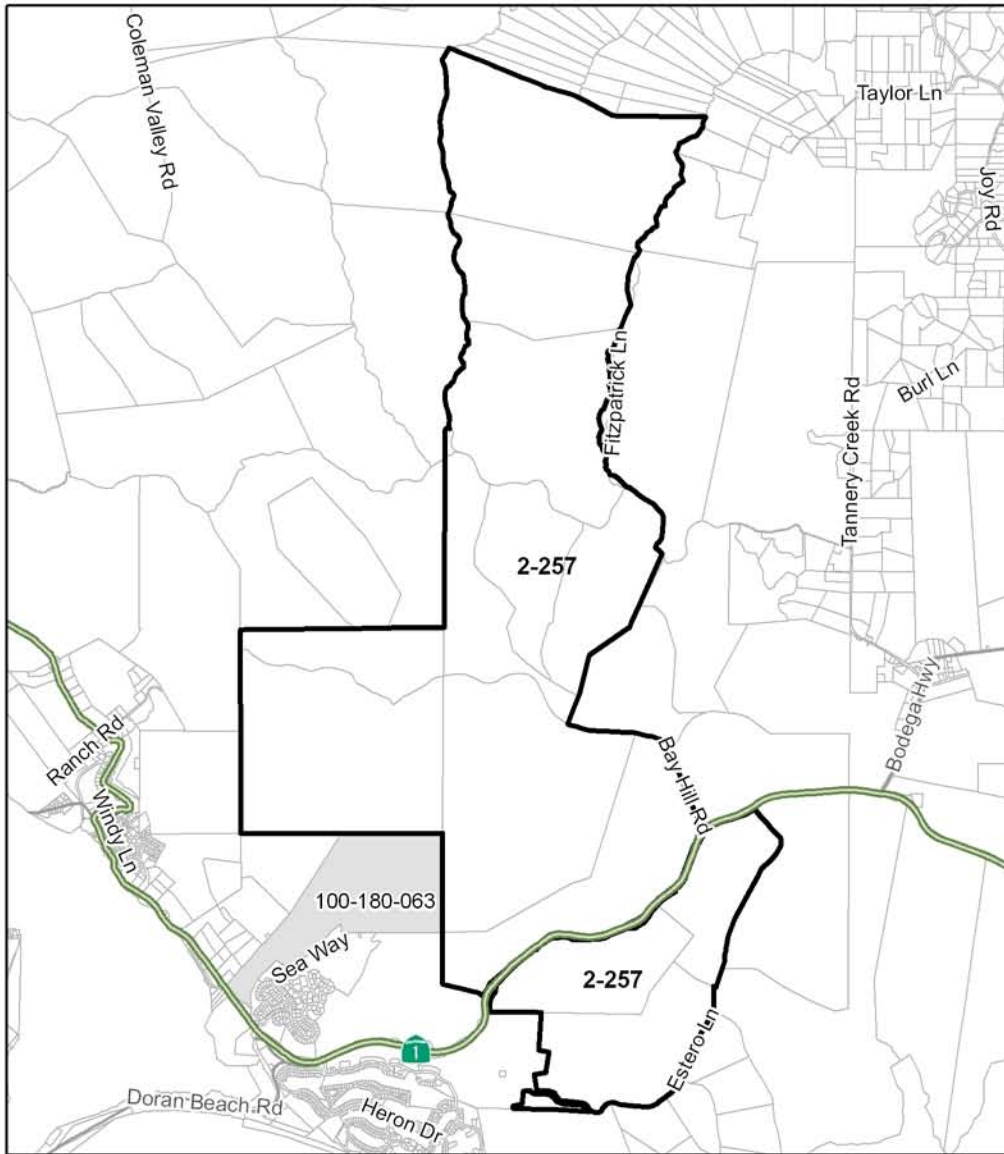 Coleman Valley Rd
Taylor Ln
Joy Rd
Fitzpatrick Ln
Burl Ln
Tannery Creek Rd
2-257
Bodega Hwy
Ranch Rd
Bay Hill Rd
Windy Ln
100-180-063
Sea Way
2-257
Estero Ln
1
Doran Beach Rd
Heron Dr